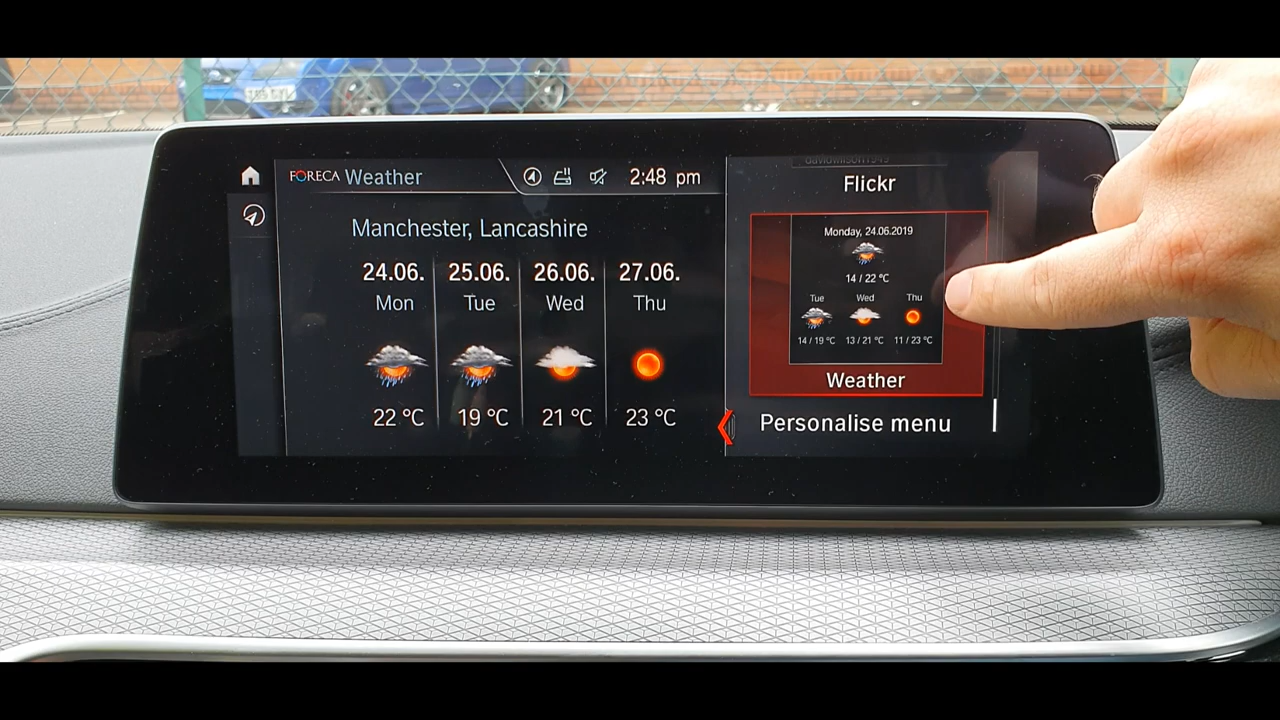 FORECA Weather
2:48 pm
Manchester, Lancashire
24.06. 25.06. 26.06. 27.06.
Mon Tue Wed Thu
22 °C 19 °C 21 °C 23 °C
Flickr
Monday, 24.06.2019
14 / 22 °C
Tue Wed Thu
14 / 19 °C 13 / 21 °C 11 / 23 °C
Weather
Personalise menu